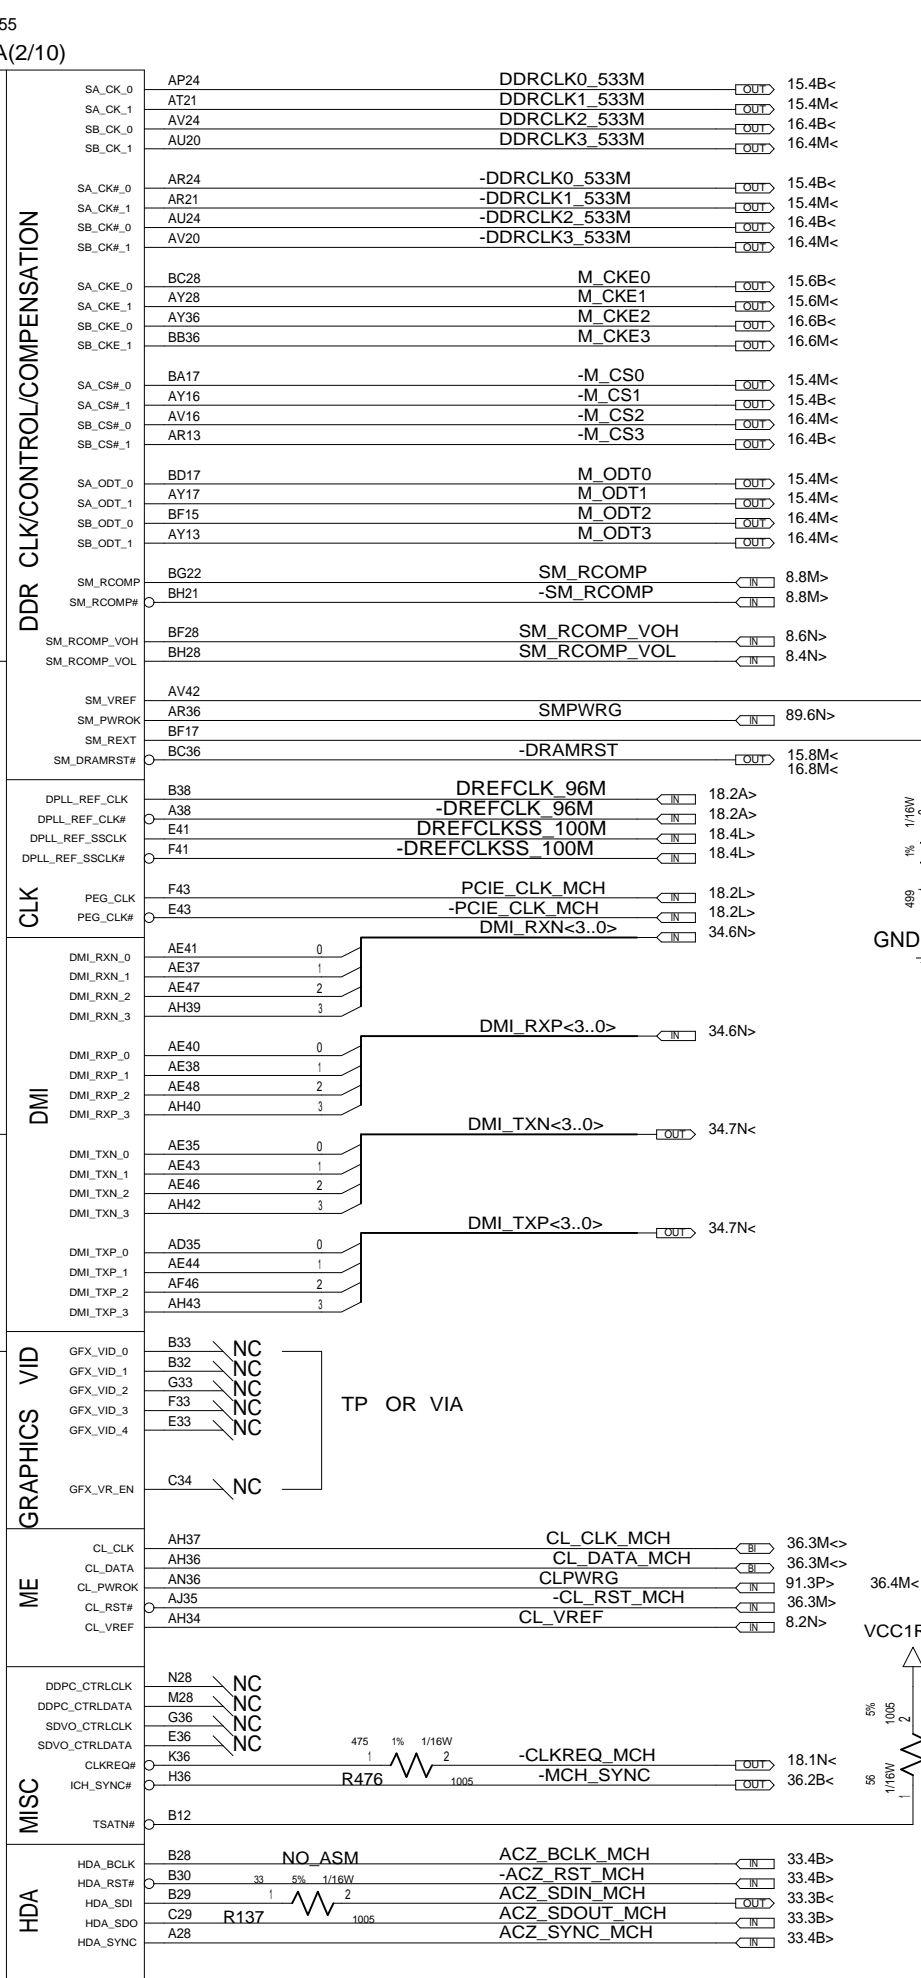 55
A(2/10)
SA_CK_0 AP24 DDRCLK0_533M OUT 15.4B<
SA_CK_1 AT21 DDRCLK1_533M OUT 15.4M<
SB_CK_0 AV24 DDRCLK2_533M OUT 16.4B<
SB_CK_1 AU20 DDRCLK3_533M OUT 16.4M<
SA_CK#_0 AR24 -DDRCLK0_533M OUT 15.4B<
SA_CK#_1 AR21 -DDRCLK1_533M OUT 15.4M<
SB_CK#_0 AU24 -DDRCLK2_533M OUT 16.4B<
SB_CK#_1 AV20 -DDRCLK3_533M OUT 16.4M<
DDR CLK/CONTROL/COMPENSATION
SA_CKE_0 BC28 M_CKE0 OUT 15.6B<
SA_CKE_1 AY28 M_CKE1 OUT 15.6M<
SB_CKE_0 AY36 M_CKE2 OUT 16.6B<
SB_CKE_1 BB36 M_CKE3 OUT 16.6M<
SA_CS#_0 BA17 -M_CS0 OUT 15.4M<
SA_CS#_1 AY16 -M_CS1 OUT 15.4B<
SB_CS#_0 AV16 -M_CS2 OUT 16.4M<
SB_CS#_1 AR13 -M_CS3 OUT 16.4B<
SA_ODT_0 BD17 M_ODT0 OUT 15.4M<
SA_ODT_1 AY17 M_ODT1 OUT 15.4M<
SB_ODT_0 BF15 M_ODT2 OUT 16.4M<
SB_ODT_1 AY13 M_ODT3 OUT 16.4M<
SM_RCOMP BG22 SM_RCOMP IN 8.8M>
SM_RCOMP# BH21 -SM_RCOMP IN 8.8M>
SM_RCOMP_VOH BF28 SM_RCOMP_VOH IN 8.6N>
SM_RCOMP_VOL BH28 SM_RCOMP_VOL IN 8.4N>
SM_VREF AV42
SM_PWROK AR36 SMPWRG IN 89.6N>
SM_REXT BF17
SM_DRAMRST# BC36 -DRAMRST OUT 15.8M<
16.8M<
DPLL_REF_CLK B38 DREFCLK_96M IN 18.2A>
DPLL_REF_CLK# A38 -DREFCLK_96M IN 18.2A>
DPLL_REF_SSCLK E41 DREFCLKSS_100M IN 18.4L>
DPLL_REF_SSCLK# F41 -DREFCLKSS_100M IN 18.4L>
1/16W
1%
499
GND
CLK
PEG_CLK F43 PCIE_CLK_MCH IN 18.2L>
PEG_CLK# E43 -PCIE_CLK_MCH IN 18.2L>
DMI_RXN<3..0> IN 34.6N>
DMI_RXN_0 AE41 0
DMI_RXN_1 AE37 1
DMI_RXN_2 AE47 2
DMI_RXN_3 AH39 3
DMI_RXP<3..0> IN 34.6N>
DMI_RXP_0 AE40 0
DMI_RXP_1 AE38 1
DMI_RXP_2 AE48 2
DMI_RXP_3 AH40 3
DMI
DMI_TXN<3..0> OUT 34.7N<
DMI_TXN_0 AE35 0
DMI_TXN_1 AE43 1
DMI_TXN_2 AE46 2
DMI_TXN_3 AH42 3
DMI_TXP<3..0> OUT 34.7N<
DMI_TXP_0 AD35 0
DMI_TXP_1 AE44 1
DMI_TXP_2 AF46 2
DMI_TXP_3 AH43 3
GRAPHICS VID
GFX_VID_0 B33 NC
GFX_VID_1 B32 NC
GFX_VID_2 G33 NC
GFX_VID_3 F33 NC
GFX_VID_4 E33 NC
TP OR VIA
GFX_VR_EN C34 NC
ME
CL_CLK AH37 CL_CLK_MCH BI 36.3M<>
CL_DATA AH36 CL_DATA_MCH BI 36.3M<>
CL_PWROK AN36 CLPWRG IN 91.3P> 36.4M<
CL_RST# AJ35 -CL_RST_MCH IN 36.3M>
CL_VREF AH34 CL_VREF IN 8.2N>
VCC1R
5%
1005
2
56
1/16W
1
MISC
DDPC_CTRLCLK N28 NC
DDPC_CTRLDATA M28 NC
SDVO_CTRLCLK G36 NC
SDVO_CTRLDATA E36 NC
475 1% 1/16W
CLKREQ# K36 1 2 -CLKREQ_MCH OUT 18.1N<
R476 1005
ICH_SYNC# H36 -MCH_SYNC OUT 36.2B<
TSATN# B12
HDA
HDA_BCLK B28 NO_ASM ACZ_BCLK_MCH IN 33.4B>
HDA_RST# B30 -ACZ_RST_MCH IN 33.4B>
33 5% 1/16W
HDA_SDI B29 1 2 ACZ_SDIN_MCH OUT 33.3B<
R137 1005
HDA_SDO C29 ACZ_SDOUT_MCH IN 33.3B>
HDA_SYNC A28 ACZ_SYNC_MCH IN 33.4B>